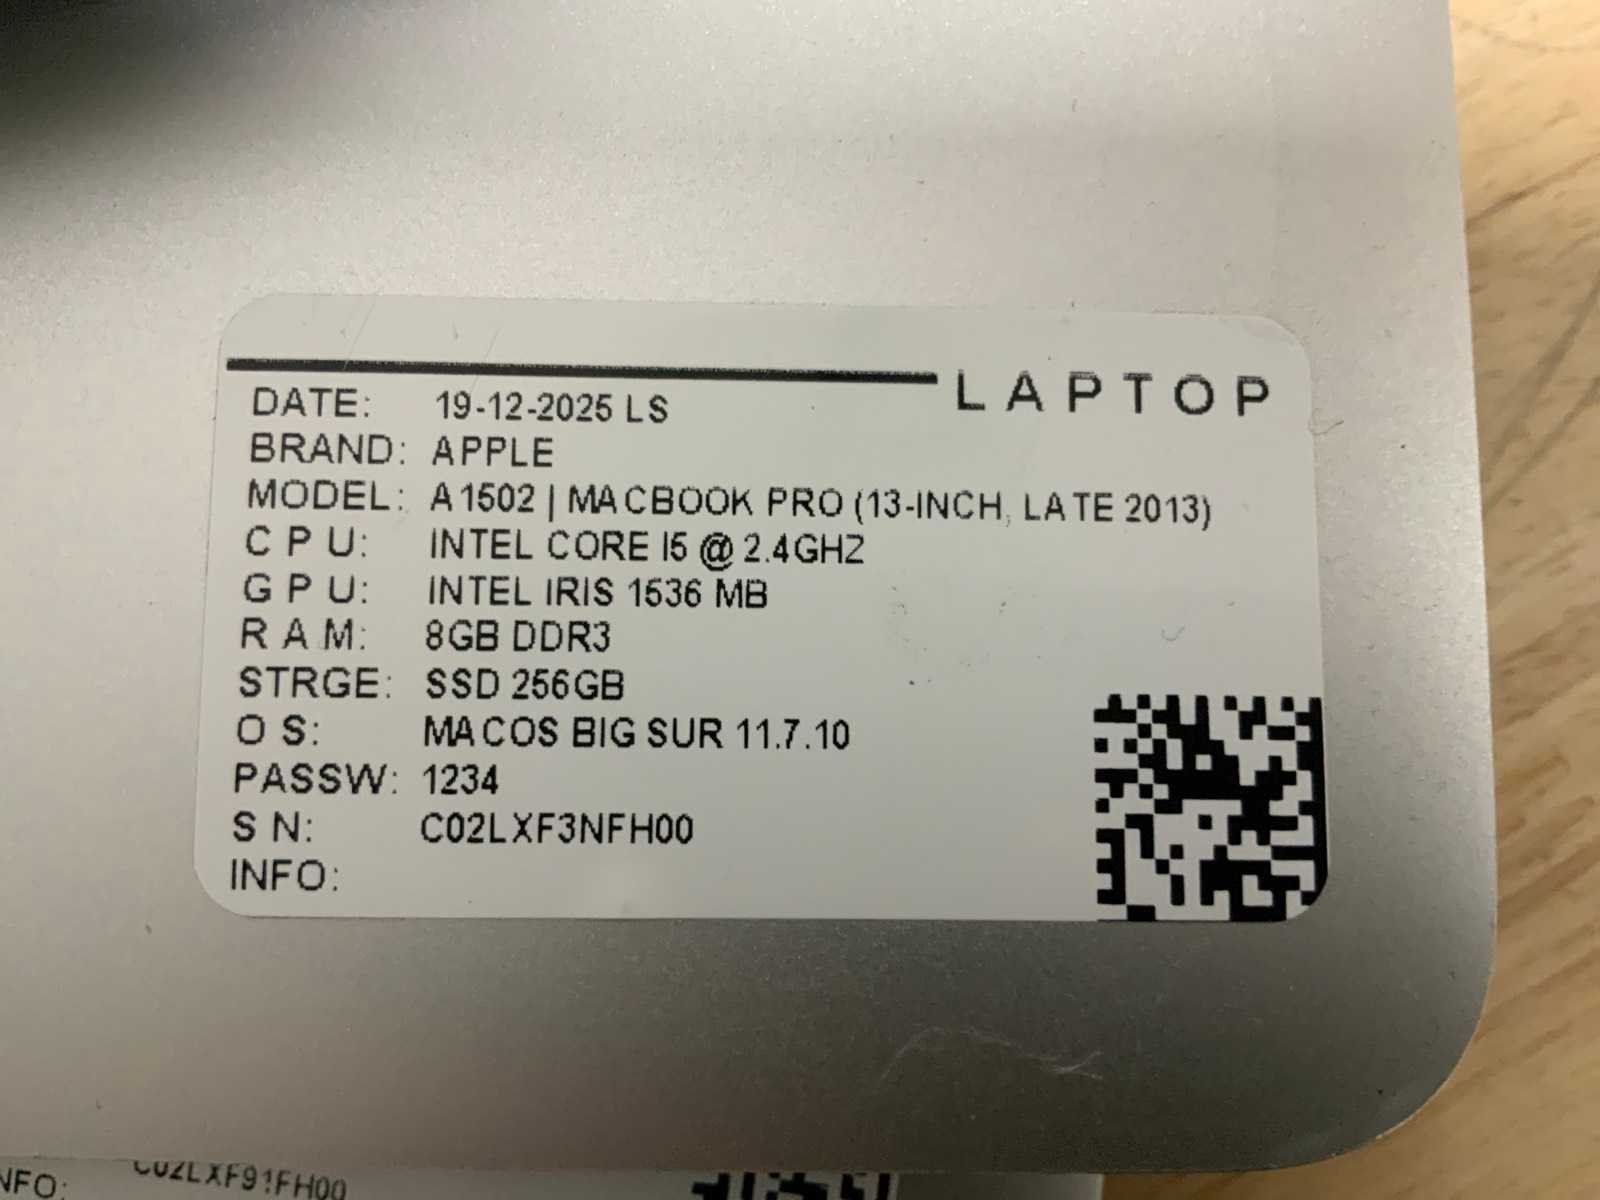 LAPTOP
DATE: 19-12-2025 LS
BRAND: APPLE
MODEL: A1502 | MACBOOK PRO (13-INCH, LATE 2013)
CPU: INTEL CORE I5 @ 2.4GHZ
GPU: INTEL IRIS 1536 MB
RAM: 8GB DDR3
STRGE: SSD 256GB
OS: MACOS BIG SUR 11.7.10
PASSW: 1234
SN: C02LXF3NFH00
INFO:
INFO: